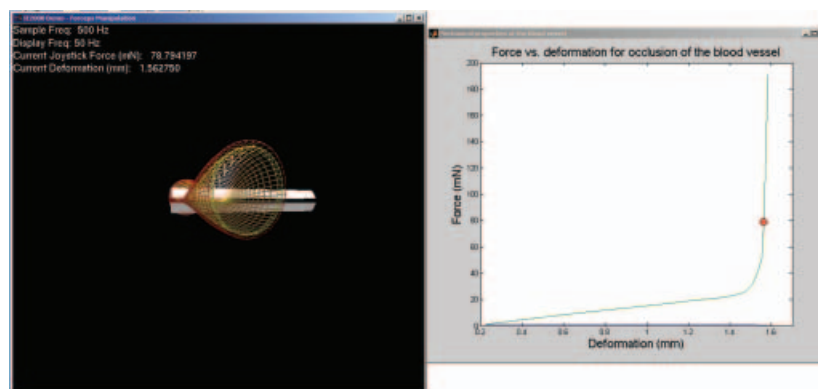 Sample Freq: 500 Hz
Display Freq: 50 Hz
Current Joystick Force (mN): 78.794197
Current Deformation (mm): 1.562750
Force vs. deformation for occlusion of the blood vessel
200
180
160
140
120
100
80
60
40
20
0
Force (mN)
0.2 0.4 0.6 0.8 1 1.2 1.4 1.6
Deformation (mm)